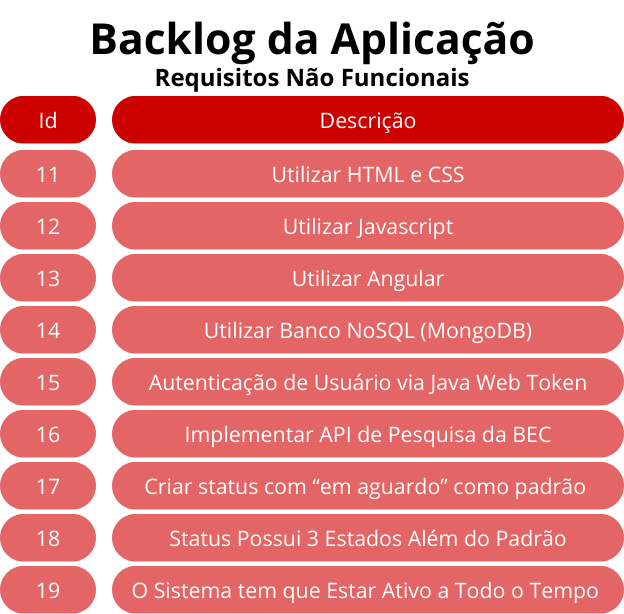 Backlog da Aplicação
Requisitos Não Funcionais
Id Descrição
11 Utilizar HTML e CSS
12 Utilizar Javascript
13 Utilizar Angular
14 Utilizar Banco NoSQL (MongoDB)
15 Autenticação de Usuário via Java Web Token
16 Implementar API de Pesquisa da BEC
17 Criar status com “em aguardo” como padrão
18 Status Possui 3 Estados Além do Padrão
19 O Sistema tem que Estar Ativo a Todo o Tempo